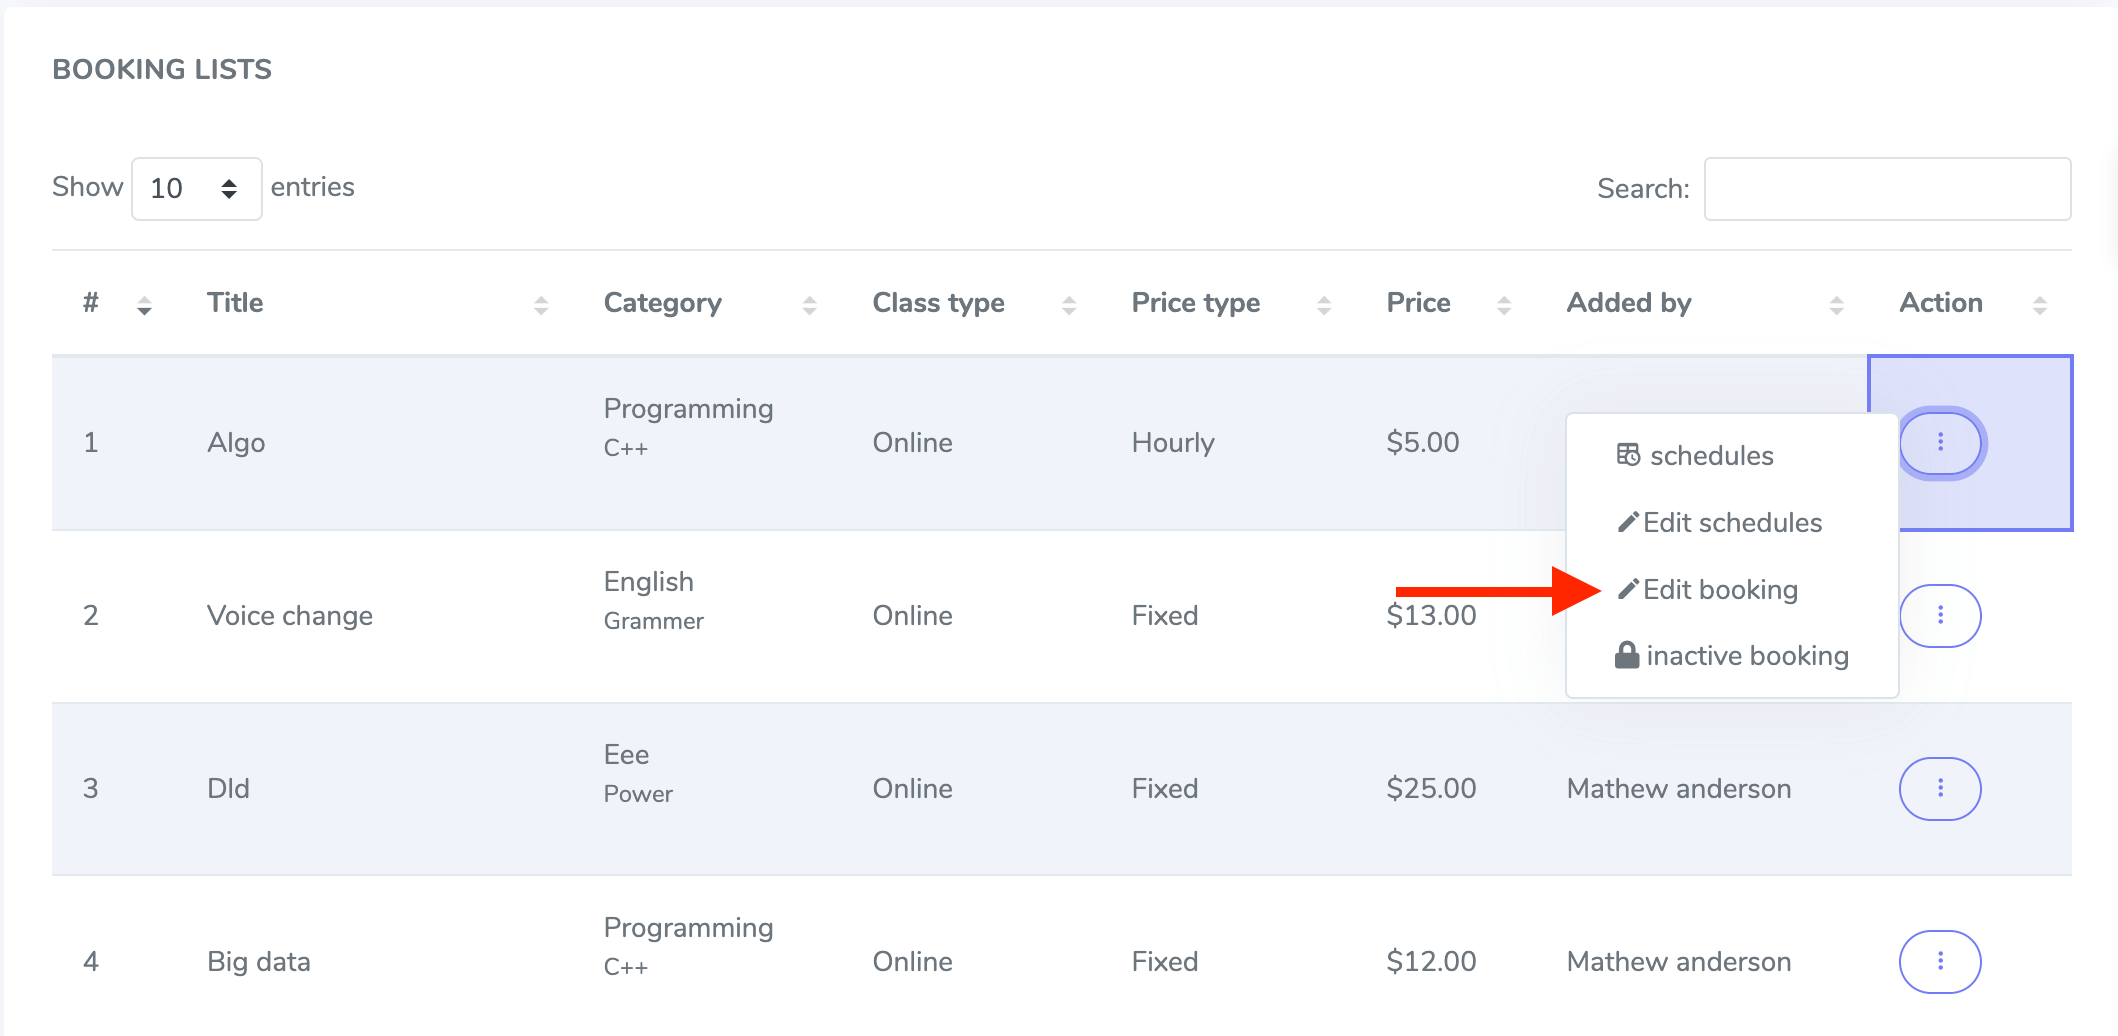 BOOKING LISTS
Show 10 entries
Search:
# Title Category Class type Price type Price Added by Action
1 Algo Programming C++ Online Hourly $5.00
schedules
Edit schedules
Edit booking
inactive booking
2 Voice change English Grammer Online Fixed $13.00
3 Dld Eee Power Online Fixed $25.00 Mathew anderson
4 Big data Programming C++ Online Fixed $12.00 Mathew anderson